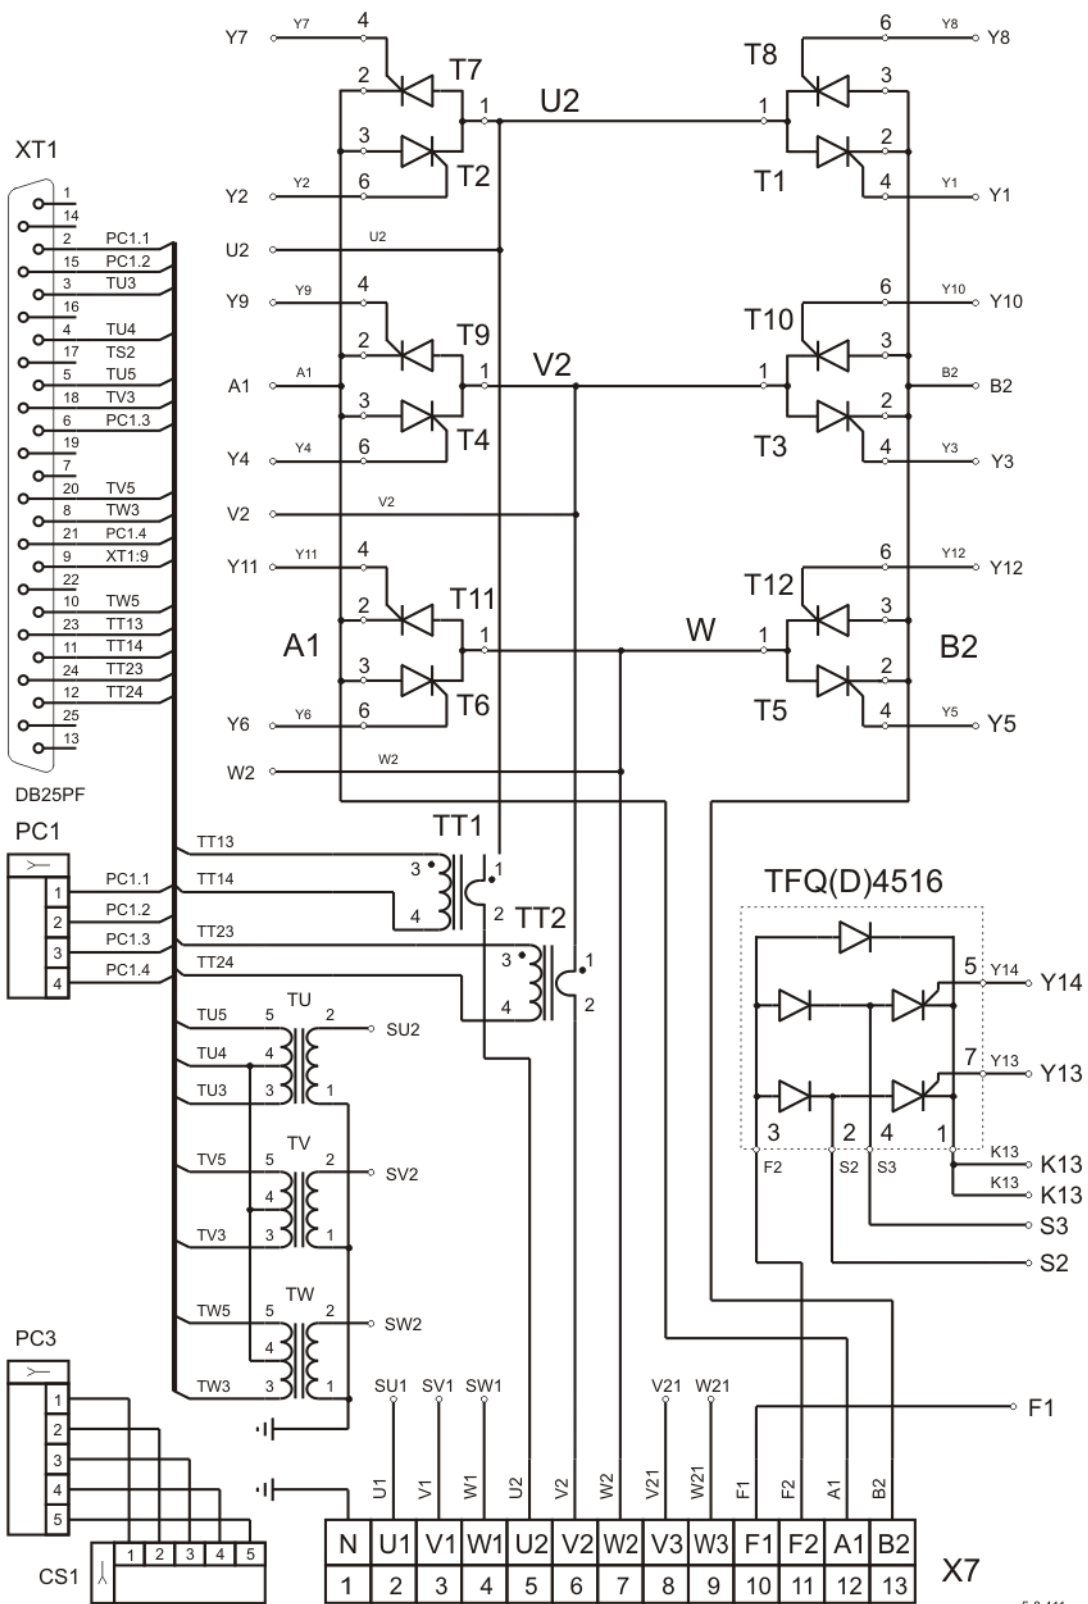 Y7 Y7 4 6 Y8 Y8
T7 T8
2 3
1 U2 1
XT1
3 2
T2 T1
Y2 Y2 6 4 Y1 Y1
1
14
2 PC1.1
15 PC1.2
3 TU3
16
4 TU4
17 TS2
5 TU5
18 TV3
6 PC1.3
19
7
20 TV5
8 TW3
21 PC1.4
9 XT1:9
22
10 TW5
23 TT13
11 TT14
24 TT23
12 TT24
25
13
DB25PF
U2 U2
Y9 Y9 4 6 Y10 Y10
T9 T10
2 3
A1 A1 1 V2 1 B2 B2
3 2
T4 T3
Y4 Y4 6 4 Y3 Y3
V2 V2
Y11 Y11 4 6 Y12 Y12
T11 T12
2 3
A1 1 W 1 B2
3 2
T6 T5
Y6 Y6 6 4 Y5 Y5
W2 W2
PC1
1 PC1.1
2 PC1.2
3 PC1.3
4 PC1.4
TT1
TT13 3 1
TT14 4 2
TT2
TT23 3 1
TT24 4 2
TU
TU5 5 2 SU2
TU4 4
TU3 3 1
TV
TV5 5 2 SV2
4
TV3 3 1
TW
TW5 5 2 SW2
4
TW3 3 1
TFQ(D)4516
5 Y14 Y14
7 Y13 Y13
3 2 4 1
F2 S2 S3
K13 K13
K13 K13
S3
S2
PC3
1
2
3
4
5
CS1 1 2 3 4 5
SU1 SV1 SW1 V21 W21
F1
U1 V1 W1 U2 V2 W2 V21 W21 F1 F2 A1 B2
N U1 V1 W1 U2 V2 W2 V3 W3 F1 F2 A1 B2
1 2 3 4 5 6 7 8 9 10 11 12 13
X7